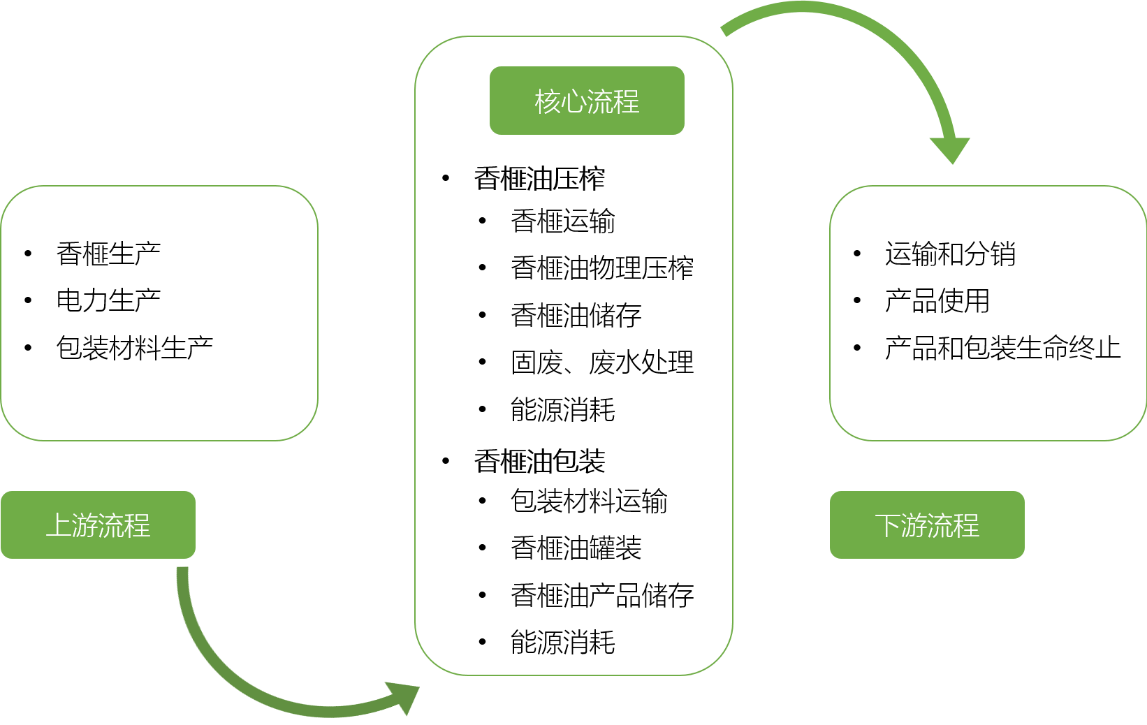 核心流程
• 香榧油压榨
• 香榧运输
• 香榧油物理压榨
• 香榧油储存
• 固废、废水处理
• 能源消耗
• 香榧油包装
• 包装材料运输
• 香榧油罐装
• 香榧油产品储存
• 能源消耗
• 香榧生产
• 电力生产
• 包装材料生产
上游流程
• 运输和分销
• 产品使用
• 产品和包装生命终止
下游流程